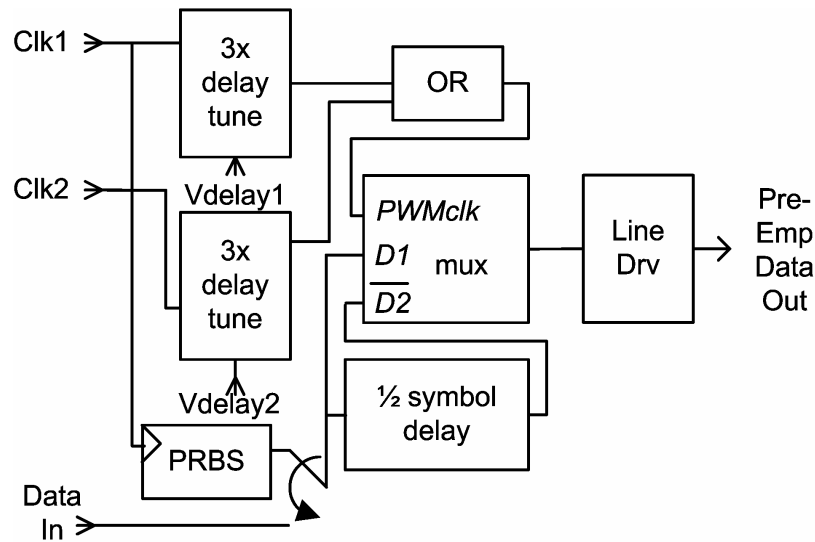 Clk1
3x
delay
tune
OR
Clk2
Vdelay1
PWMclk
D1
mux
D2
Line
Drv
Pre-
Emp
Data
Out
3x
delay
tune
Vdelay2
½ symbol
delay
PRBS
Data
In